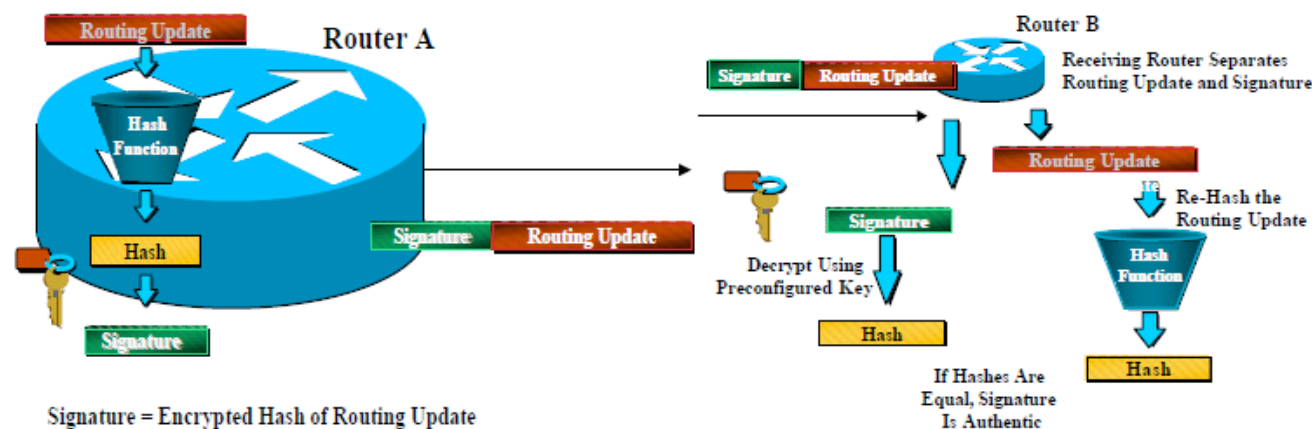 Routing Update
Router A
Hash
Function
Hash
Signature
Signature Routing Update
Signature = Encrypted Hash of Routing Update
Router B
Receiving Router Separates
Routing Update and Signature
Signature Routing Update
Routing Update
Re-Hash the
Routing Update
Signature
Decrypt Using
Preconfigured Key
Hash
Function
Hash
Hash
If Hashes Are
Equal, Signature
Is Authentic